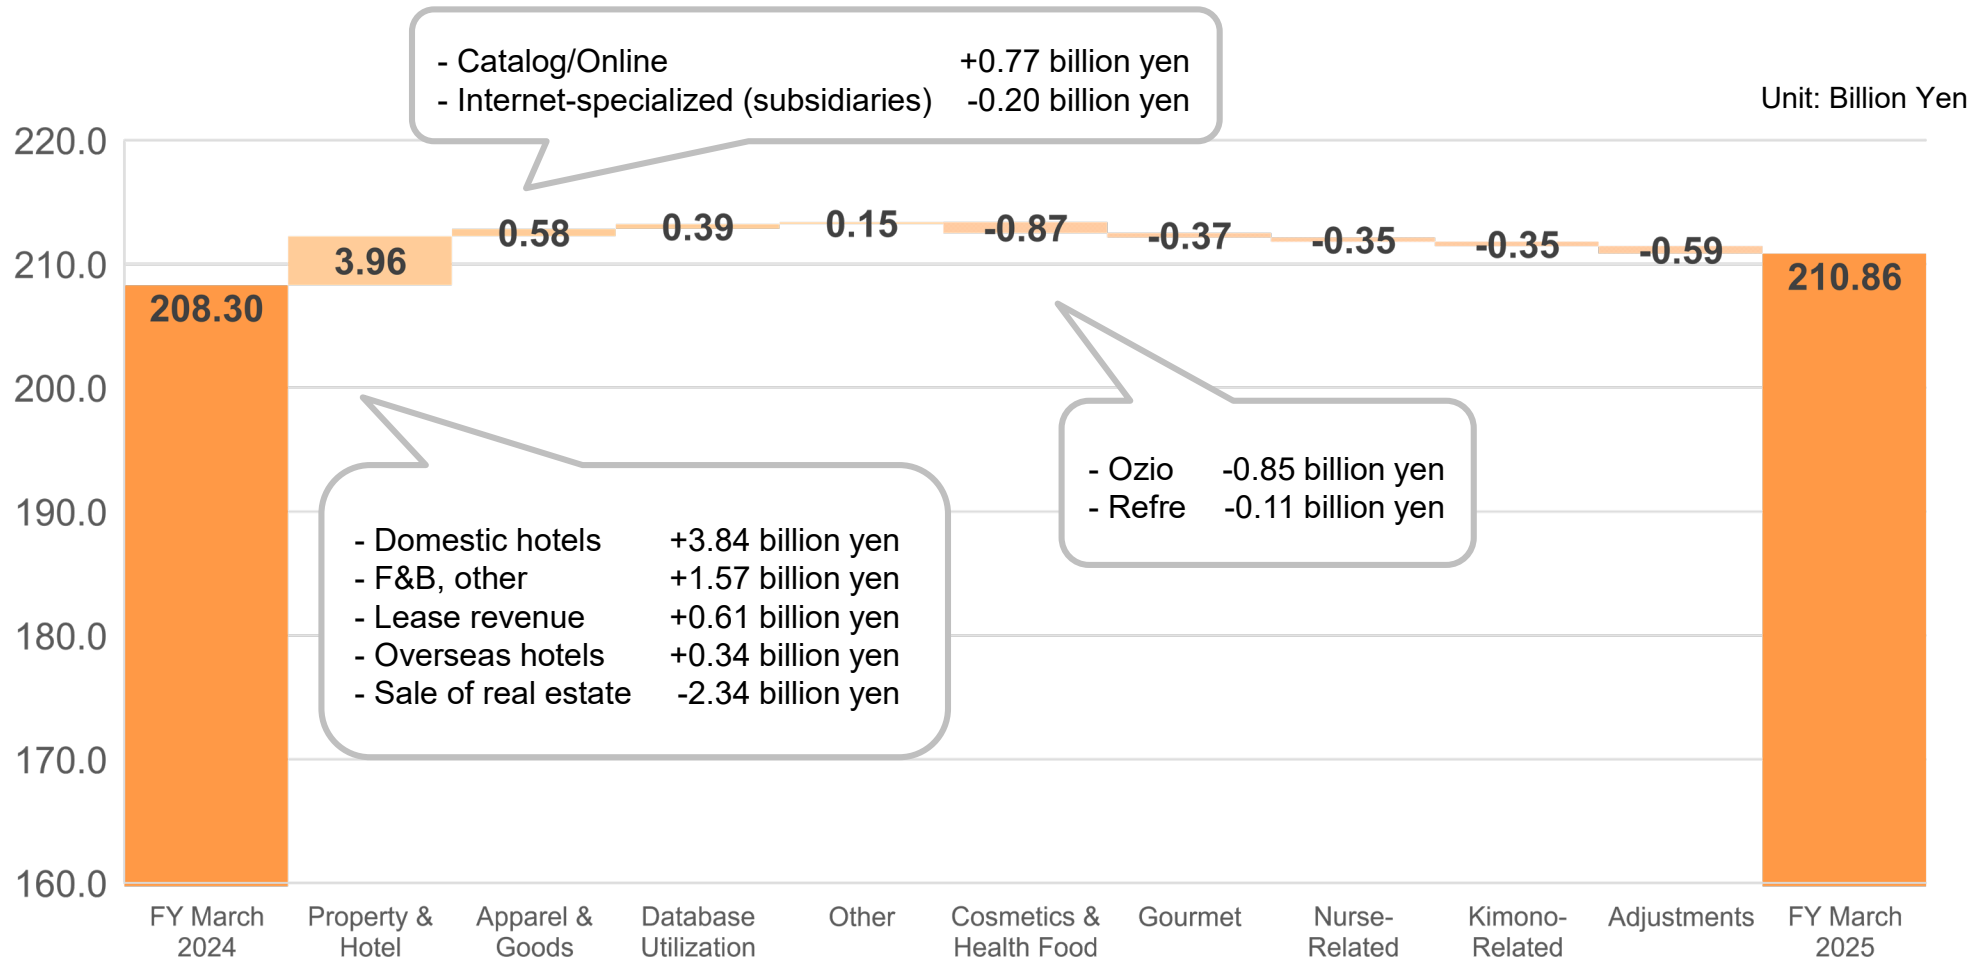 - Catalog/Online +0.77 billion yen
- Internet-specialized (subsidiaries) -0.20 billion yen
Unit: Billion Yen
220.0
210.0
200.0
190.0
180.0
170.0
160.0
208.30
3.96
0.58
0.39
0.15
-0.87
-0.37
-0.35
-0.35
-0.59
210.86
- Ozio -0.85 billion yen
- Refre -0.11 billion yen
- Domestic hotels +3.84 billion yen
- F&B, other +1.57 billion yen
- Lease revenue +0.61 billion yen
- Overseas hotels +0.34 billion yen
- Sale of real estate -2.34 billion yen
FY March
2024
Property &
Hotel
Apparel &
Goods
Database
Utilization
Other
Cosmetics &
Health Food
Gourmet
Nurse-
Related
Kimono-
Related
Adjustments
FY March
2025